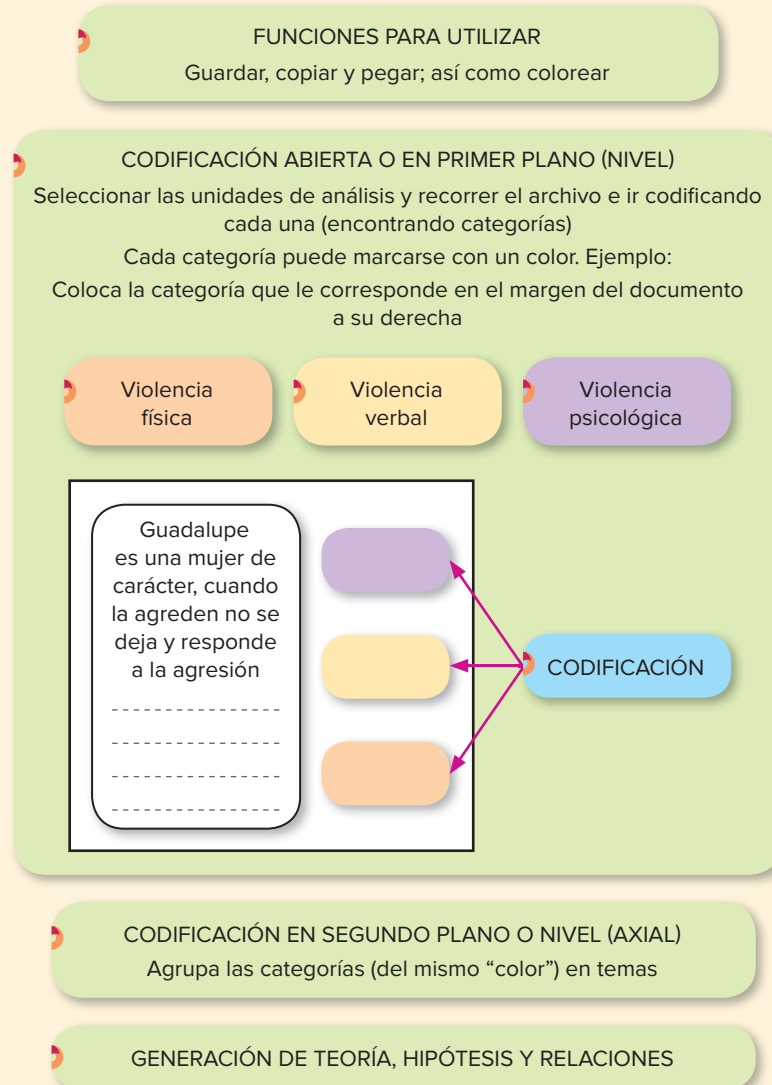 FUNCIONES PARA UTILIZAR
Guardar, copiar y pegar; así como colorear
CODIFICACIÓN ABIERTA O EN PRIMER PLANO (NIVEL)
Seleccionar las unidades de análisis y recorrer el archivo e ir codificando
cada una (encontrando categorías)
Cada categoría puede marcarse con un color. Ejemplo:
Coloca la categoría que le corresponde en el margen del documento
a su derecha
Violencia
física
Violencia
verbal
Violencia
psicológica
Guadalupe
es una mujer de
carácter, cuando
la agreden no se
deja y responde
a la agresión
CODIFICACIÓN
CODIFICACIÓN EN SEGUNDO PLANO O NIVEL (AXIAL)
Agrupa las categorías (del mismo “color”) en temas
GENERACIÓN DE TEORÍA, HIPÓTESIS Y RELACIONES